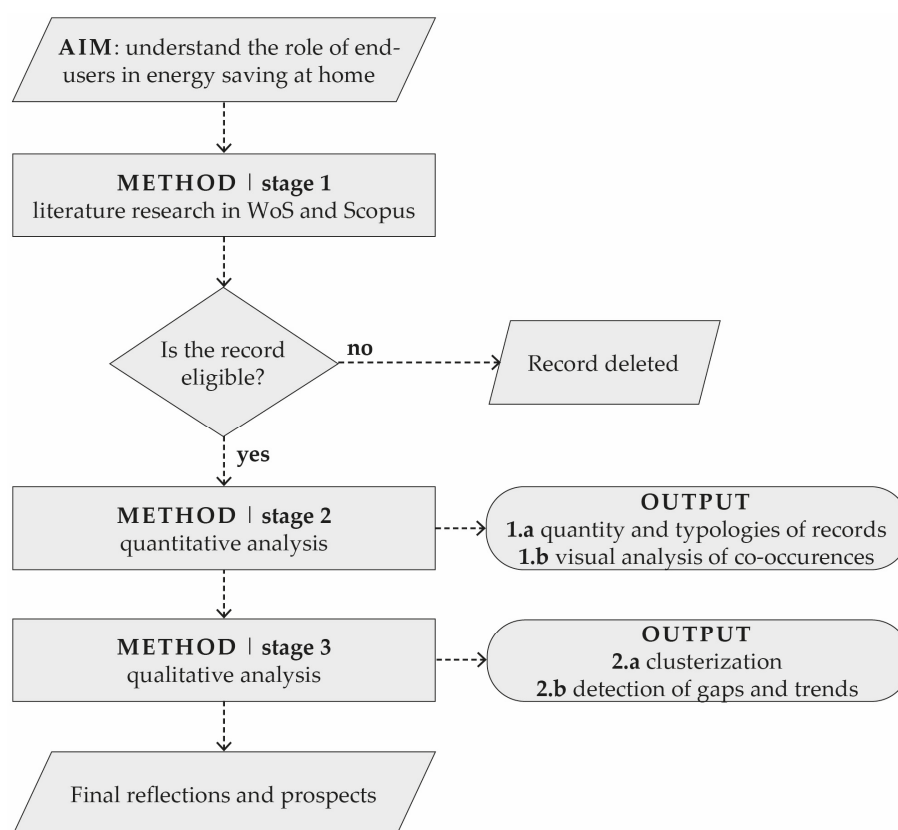 AIM: understand the role of end-
users in energy saving at home
METHOD | stage 1
literature research in WoS and Scopus
Is the record
eligible?
no
Record deleted
yes
METHOD | stage 2
quantitative analysis
OUTPUT
1.a quantity and typologies of records
1.b visual analysis of co-occurences
METHOD | stage 3
qualitative analysis
OUTPUT
2.a clusterization
2.b detection of gaps and trends
Final reflections and prospects